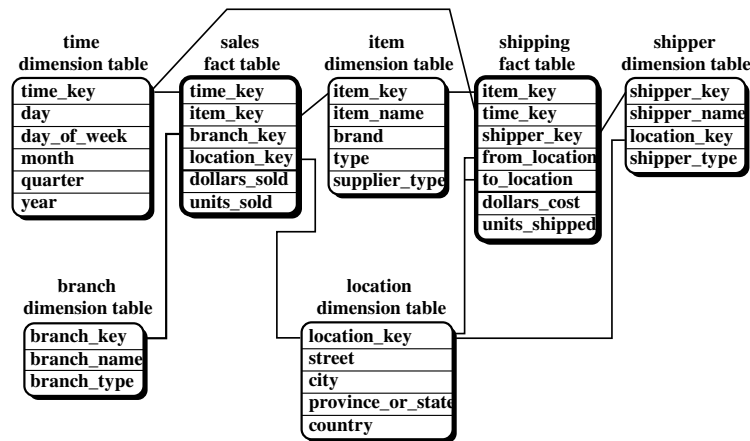 time
dimension table
time_key
day
day_of_week
month
quarter
year
sales
fact table
time_key
item_key
branch_key
location_key
dollars_sold
units_sold
item
dimension table
item_key
item_name
brand
type
supplier_type
shipping
fact table
item_key
time_key
shipper_key
from_location
to_location
dollars_cost
units_shipped
shipper
dimension table
shipper_key
shipper_name
location_key
shipper_type
branch
dimension table
branch_key
branch_name
branch_type
location
dimension table
location_key
street
city
province_or_state
country